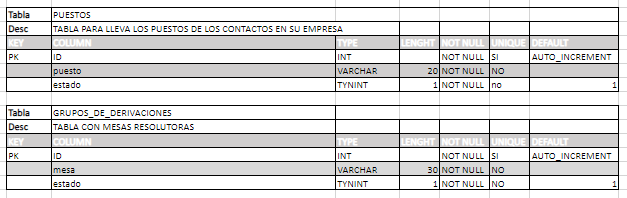 Tabla PUESTOS
Desc TABLA PARA LLEVA LOS PUESTOS DE LOS CONTACTOS EN SU EMPRESA
KEY COLUMN TYPE LENGHT NOT NULL UNIQUE DEFAULT
PK ID INT NOT NULL SI AUTO_INCREMENT
puesto VARCHAR 20 NOT NULL NO
estado TYNINT 1 NOT NULL no 1
Tabla GRUPOS_DE_DERIVACIONES
Desc TABLA CON MESAS RESOLUTORAS
KEY COLUMN TYPE LENGHT NOT NULL UNIQUE DEFAULT
PK ID INT NOT NULL SI AUTO_INCREMENT
mesa VARCHAR 30 NOT NULL NO
estado TYNINT 1 NOT NULL NO 1